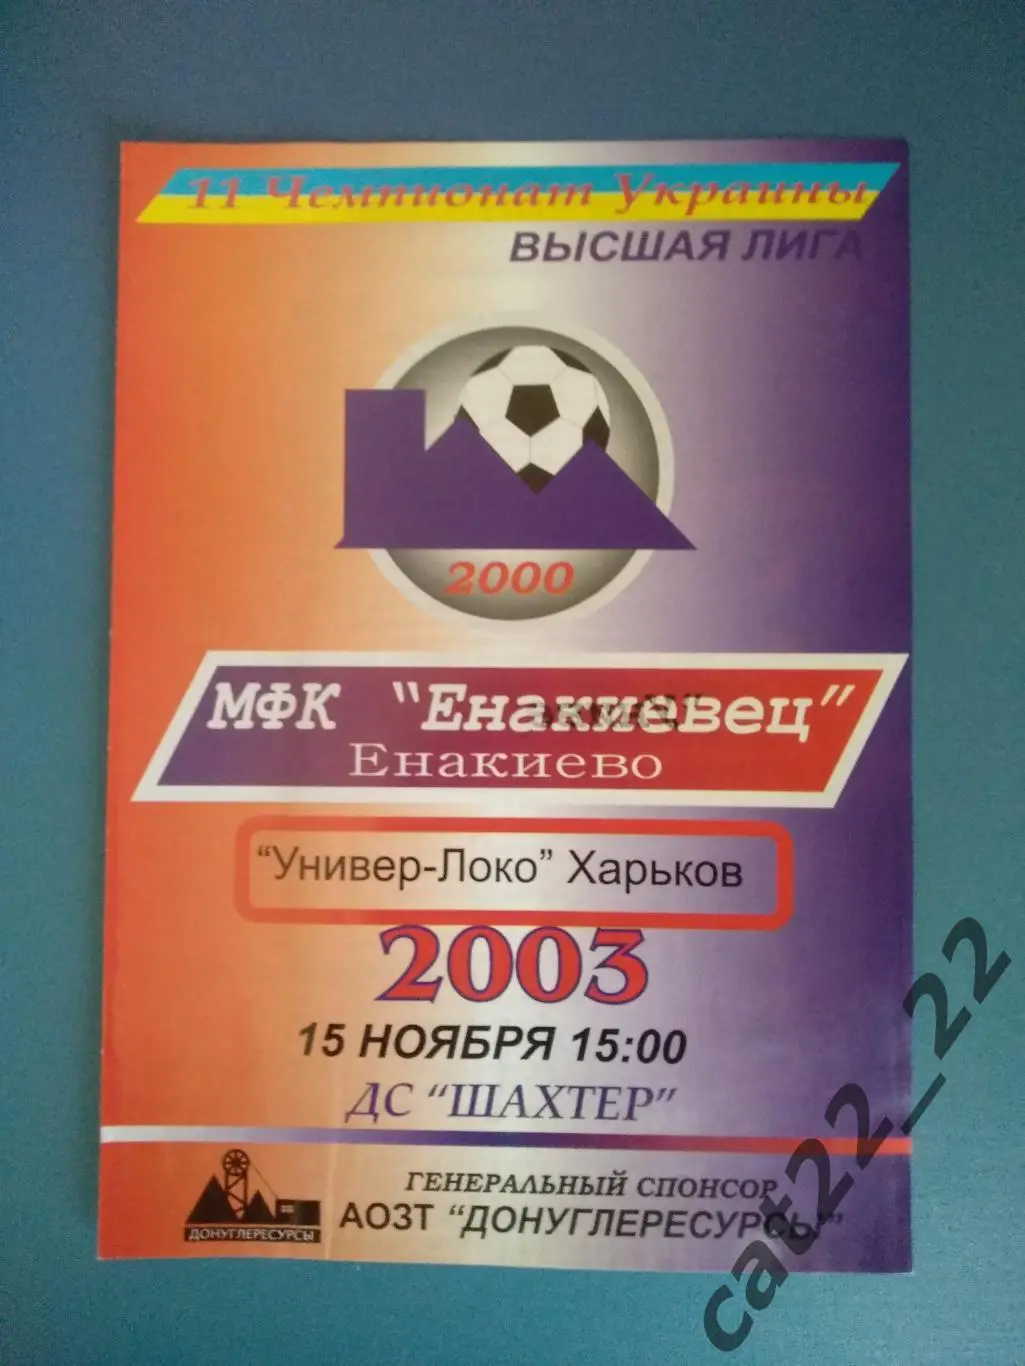 11 Чемпионат Украины
ВЫСШАЯ ЛИГА
2000
МФК "Енакиевец"
Енакиево
"Универ-Локо" Харьков
2003
15 НОЯБРЯ 15:00
ДС "ШАХТЕР"
ДОНУГЛЕРЕСУРСЫ
ГЕНЕРАЛЬНЫЙ СПОНСОР
АОЗТ "ДОНУГЛЕРЕСУРСЫ"
cat22_22